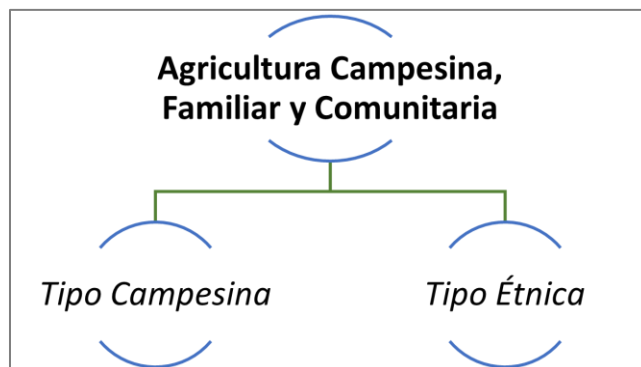 Agricultura Campesina,
Familiar y Comunitaria
Tipo Campesina
Tipo Étnica